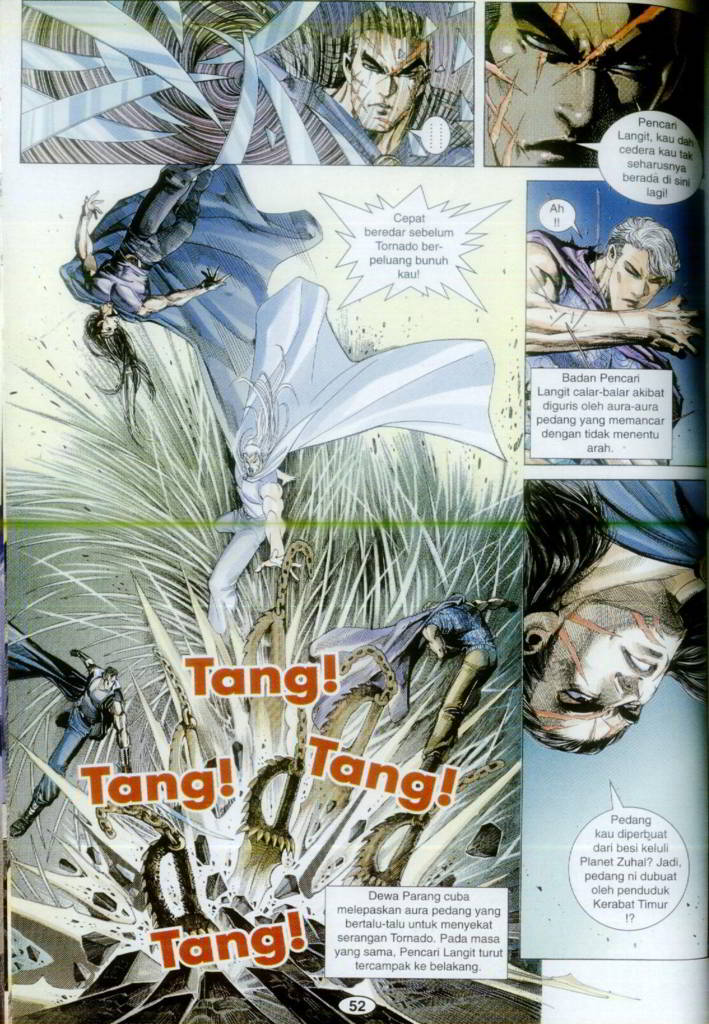 ......
Pencari
Langit, kau dah
cedera kau tak
seharusnya
berada di sini
lagi!
Cepat
beredar sebelum
Tornado ber-
peluang bunuh
kau!
Ah
!!
Badan Pencari
Langit calar-balar akibat
diguris oleh aura-aura
pedang yang memancar
dengan tidak menentu
arah.
Tang!
Tang!
Tang!
Tang!
Pedang
kau diperbuat
dari besi keluli
Planet Zuhal? Jadi,
pedang ni dubuat
oleh penduduk
Kerabat Timur
!?
Dewa Parang cuba
melepaskan aura pedang yang
bertalu-talu untuk menyekat
serangan Tornado. Pada masa
yang sama, Pencari Langit turut
tercampak ke belakang.
52